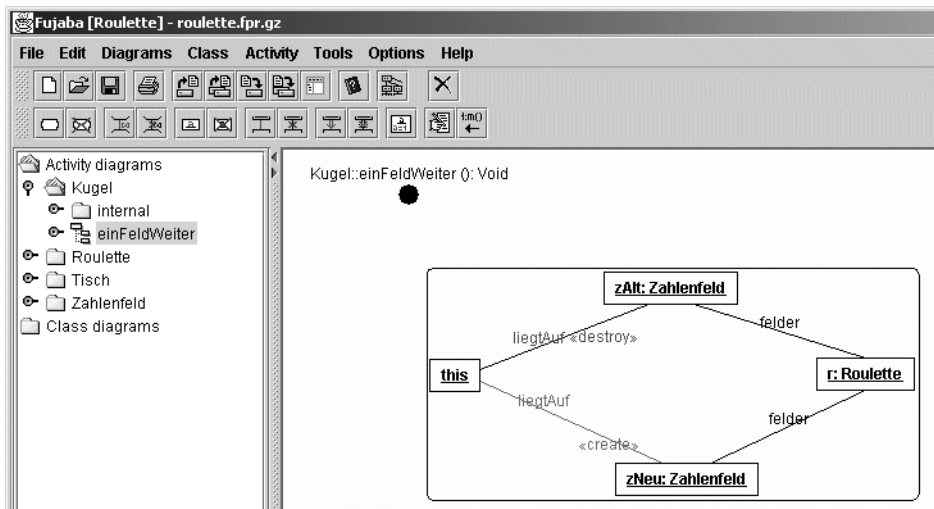 Fujaba [Roulette] - roulette.fpr.gz
File Edit Diagrams Class Activity Tools Options Help
f:m()
Activity diagrams
Kugel
internal
einFeldWeiter
Roulette
Tisch
Zahlenfeld
Class diagrams
Kugel::einFeldWeiter (): Void
zAlt: Zahlenfeld
felder
liegtAuf «destroy»
this
r: Roulette
liegtAuf
felder
«create»
zNeu: Zahlenfeld